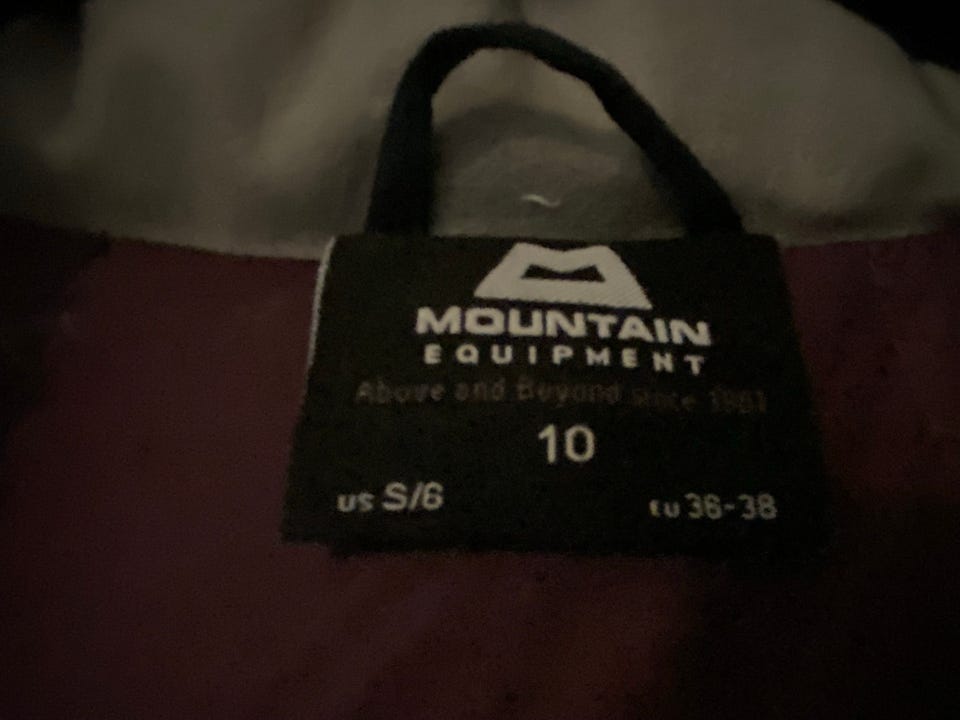 MOUNTAIN
EQUIPMENT
Above and Beyond since 1961
10
US S/6
EU 36-38